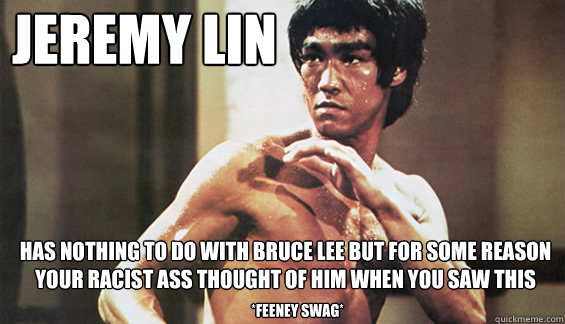 JEREMY LIN
HAS NOTHING TO DO WITH BRUCE LEE BUT FOR SOME REASON
YOUR RACIST ASS THOUGHT OF HIM WHEN YOU SAW THIS
*FEENEY SWAG*
quickmeme.com